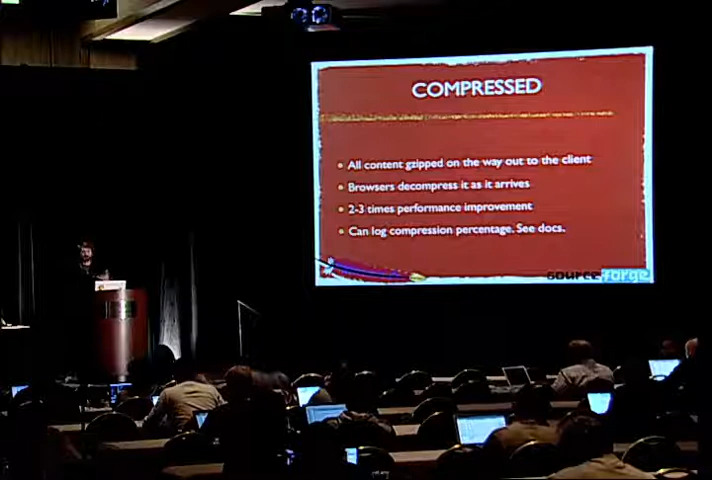 COMPRESSED
• All content gzipped on the way out to the client
• Browsers decompress it as it arrives
• 2-3 times performance improvement
• Can log compression percentage. See docs.
sourceforge